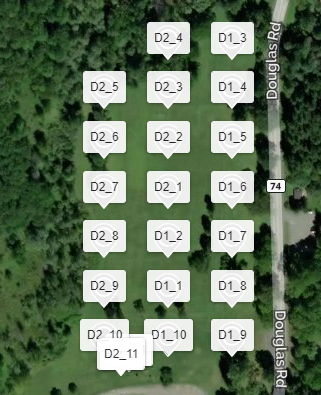 D2_4 D1_3
Douglas Rd
D2_5 D2_3 D1_4
D2_6 D2_2 D1_5
D2_7 D2_1 D1_6
74
D2_8 D1_2 D1_7
D2_9 D1_1 D1_8
D2_10 D1_10 D1_9
D2_11
Douglas Rd